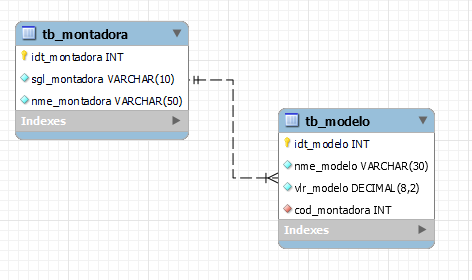 tb_montadora
idt_montadora INT
sgl_montadora VARCHAR(10)
nme_montadora VARCHAR(50)
Indexes
tb_modelo
idt_modelo INT
nme_modelo VARCHAR(30)
vlr_modelo DECIMAL(8,2)
cod_montadora INT
Indexes